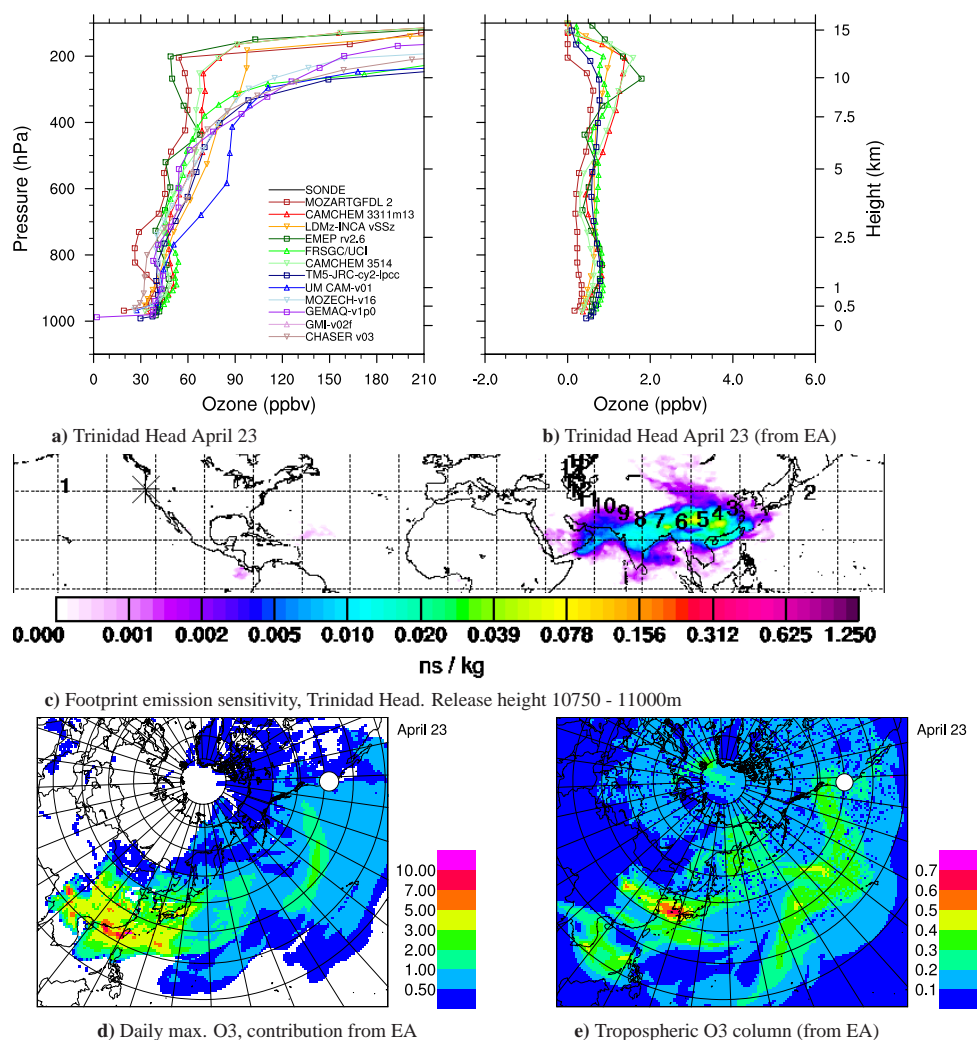 200
400
600
800
1000
Pressure (hPa)
SONDE
MOZARTGFDL 2
CAMCHEM 3311m13
LDMz-INCA vSSz
EMEP rv2.6
FRSGC/UCI
CAMCHEM 3514
TM5-JRC-cy2-lpcc
UM CAM-v01
MOZECH-v16
GEMAQ-v1p0
GMI-v02f
CHASER v03
0 30 60 90 120 150 180 210
Ozone (ppbv)
a) Trinidad Head April 23
15
10
7.5
5
2.5
1
0.5
0
Height (km)
-2.0 0.0 2.0 4.0 6.0
Ozone (ppbv)
b) Trinidad Head April 23 (from EA)
1 10 9 8 7 6 5 4 3 2
0.000 0.001 0.002 0.005 0.010 0.020 0.039 0.078 0.156 0.312 0.625 1.250
ns / kg
c) Footprint emission sensitivity, Trinidad Head. Release height 10750 - 11000m
April 23
10.00
7.00
5.00
3.00
2.00
1.00
0.50
d) Daily max. O3, contribution from EA
April 23
0.7
0.6
0.5
0.4
0.3
0.2
0.1
e) Tropospheric O3 column (from EA)